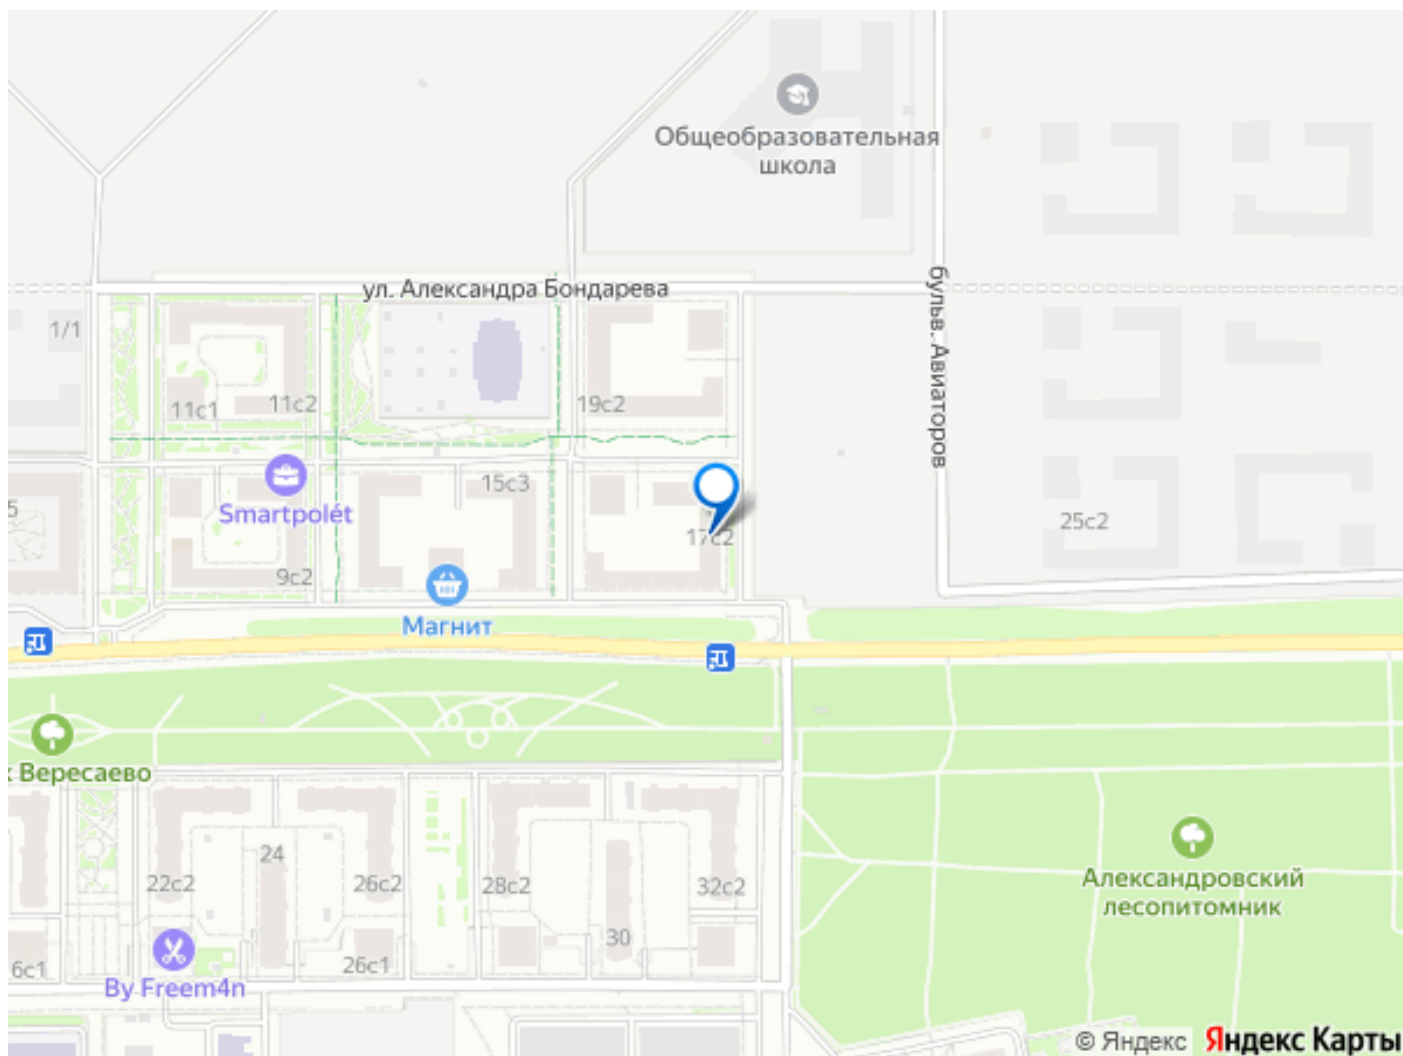 Общеобразовательная
школа
ул. Александра Бондарева
бульв. Авиаторов
1/1
11с1
11с2
19с2
15с3
Smartpolét
17с2
25с2
5
9с2
Магнит
к Вересаево
24
22с2
26с2
28с2
32с2
Александровский
лесопитомник
30
6с1
26с1
By Freem4n
© Яндекс Яндекс Карты